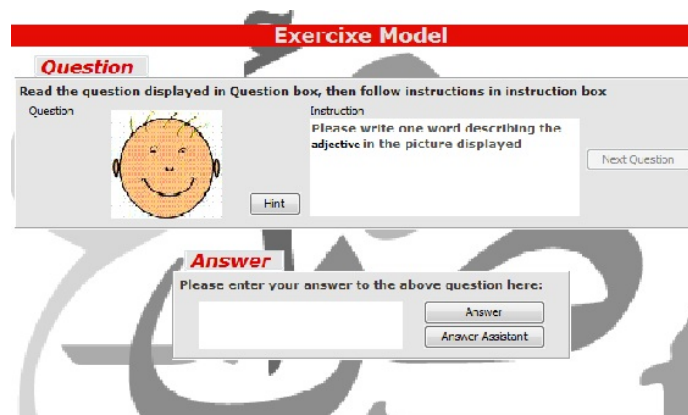 Exercixe Model
Question
Read the question displayed in Question box, then follow instructions in instruction box
Question
Instruction
Please write one word describing the
adjective in the picture displayed
Next Question
Hint
Answer
Please enter your answer to the above question here:
Answer
Answer Assistant